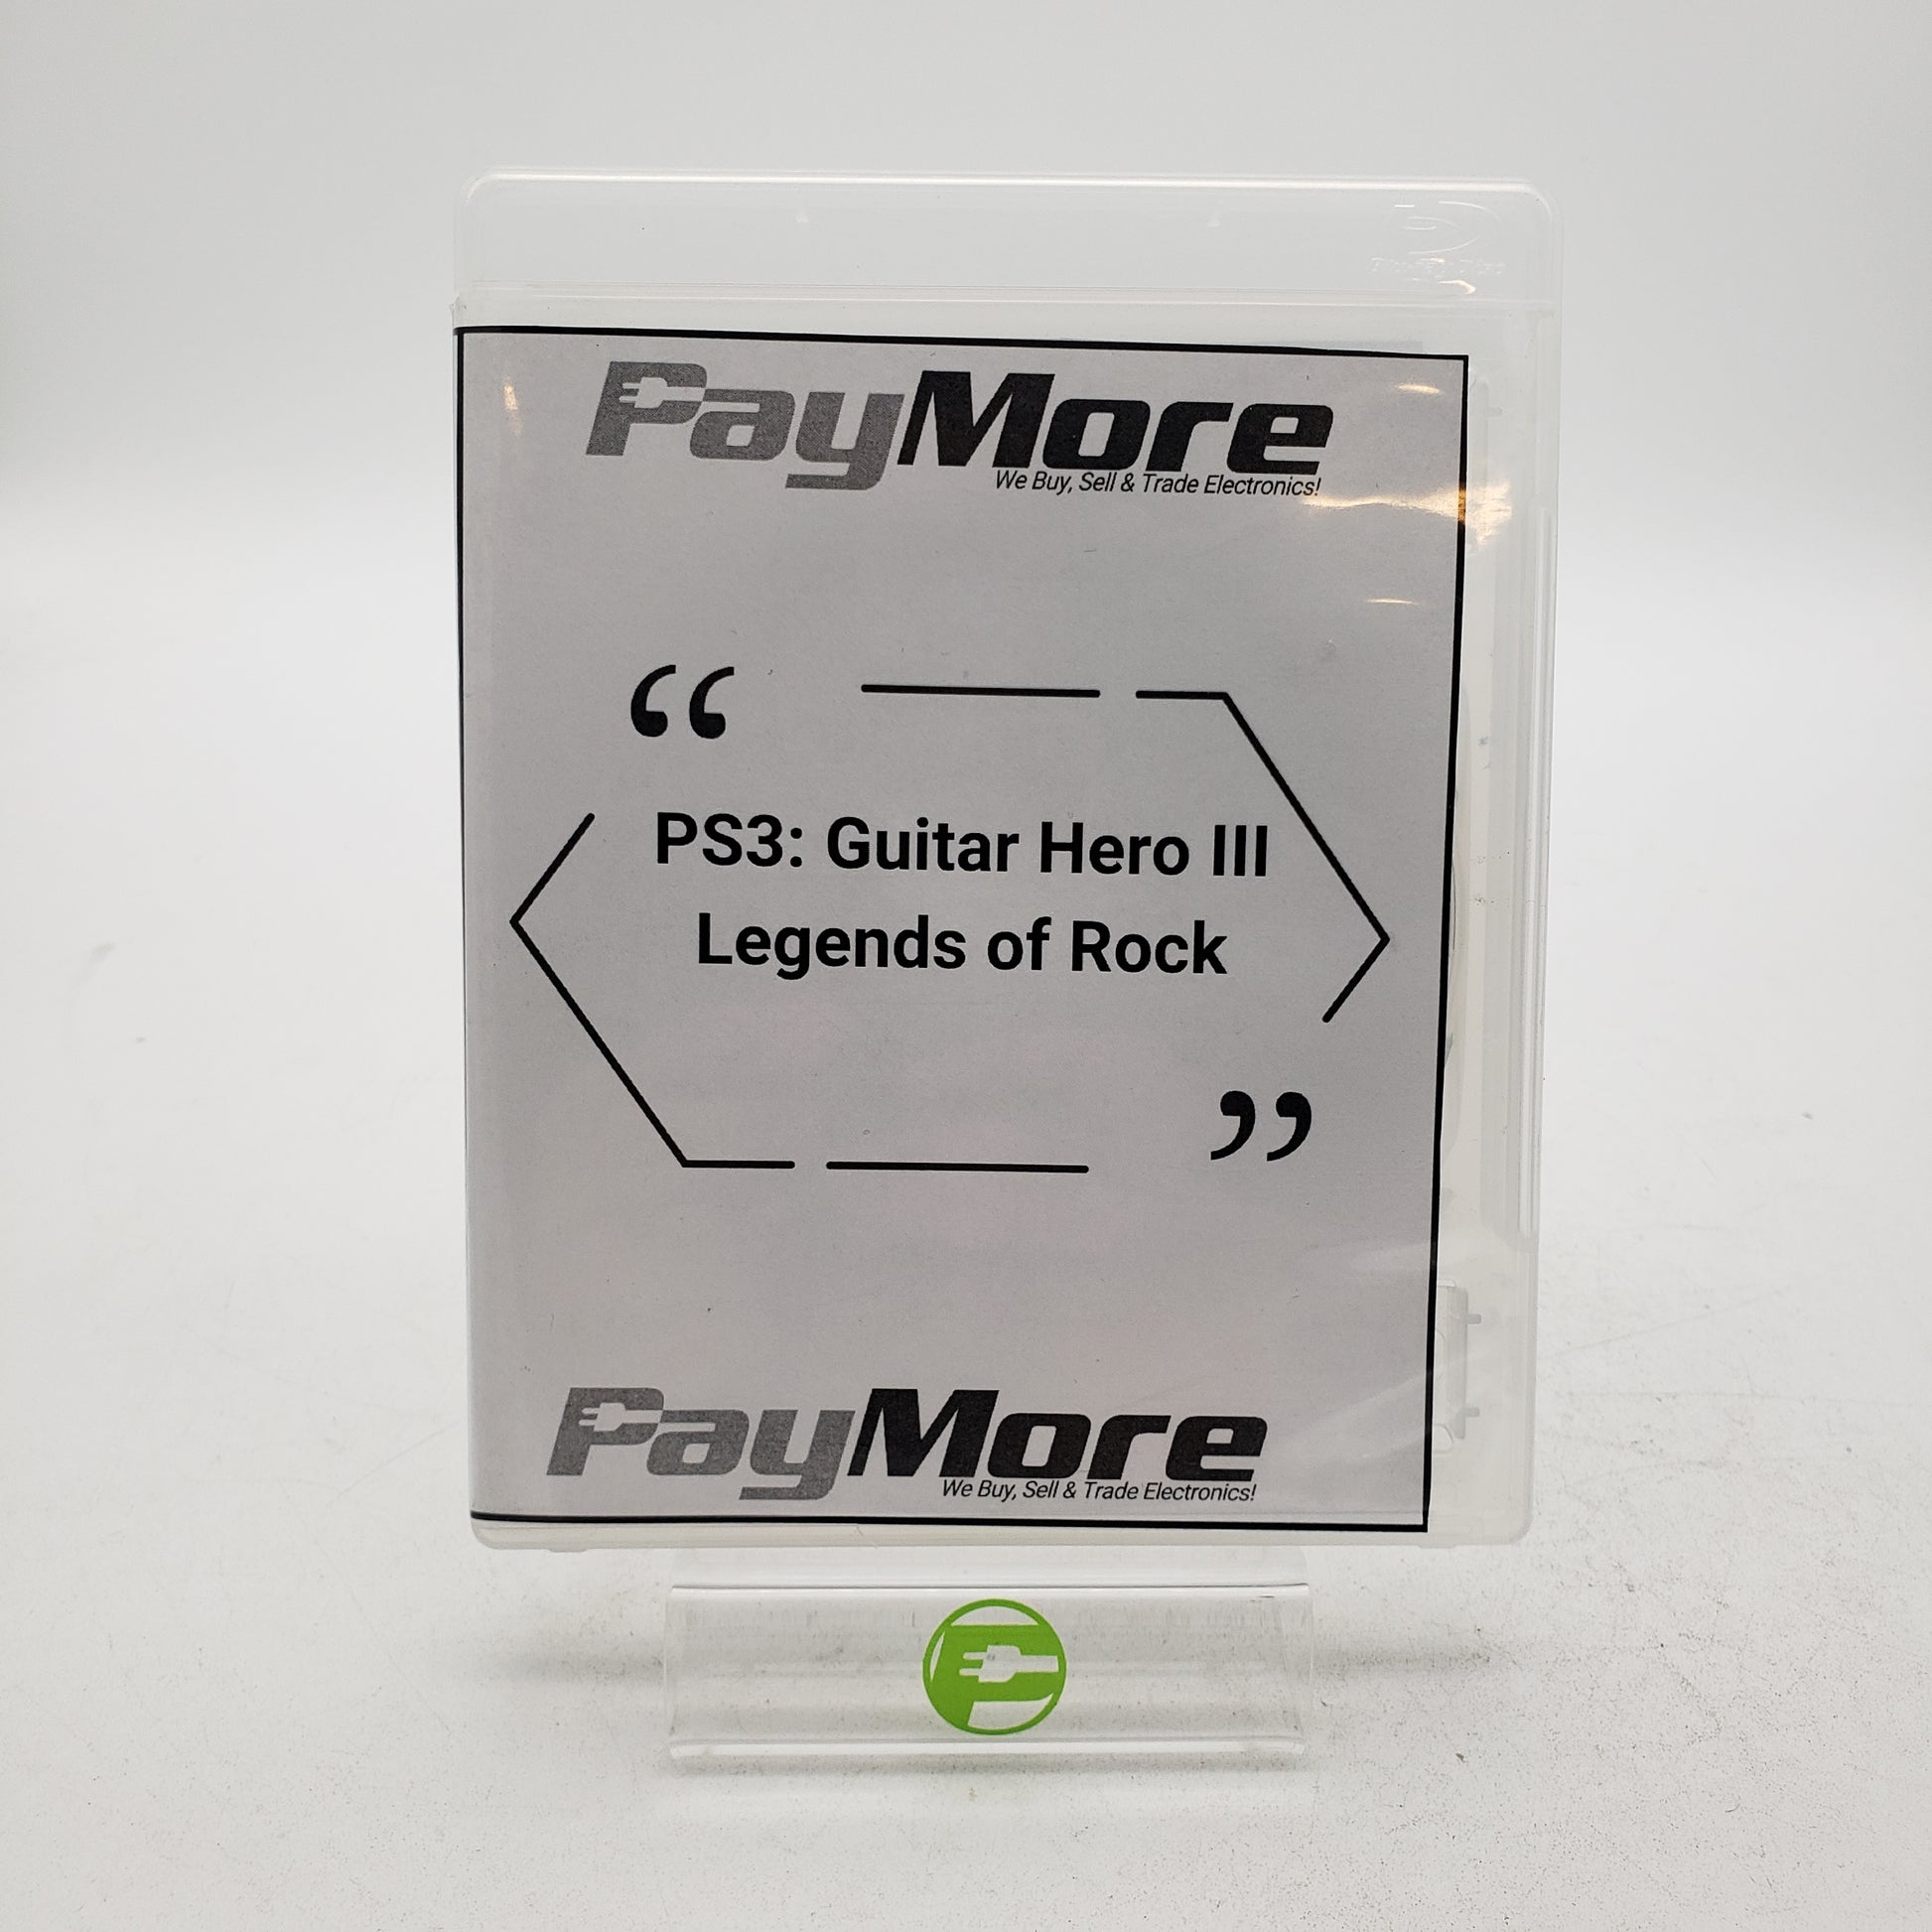 PayMore
We Buy, Sell & Trade Electronics!
“
PS3: Guitar Hero III
Legends of Rock
”
PayMore
We Buy, Sell & Trade Electronics!